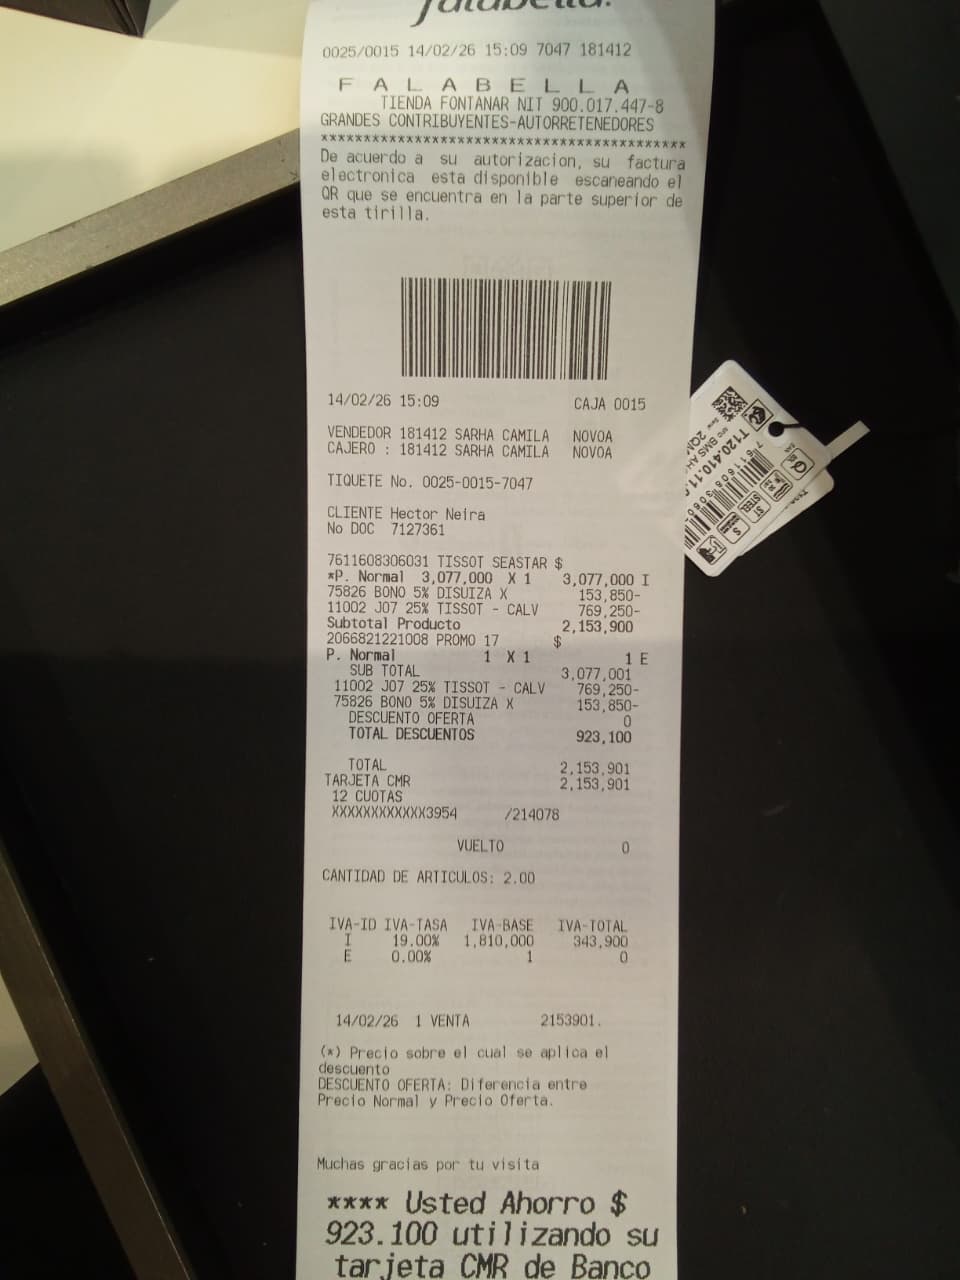 falabella.
0025/0015 14/02/26 15:09 7047 181412
F A L A B E L L A
TIENDA FONTANAR NIT 900.017.447-8
GRANDES CONTRIBUYENTES-AUTORRETENEDORES
******************************************
De acuerdo a su autorizacion, su factura
electronica esta disponible escaneando el
QR que se encuentra en la parte superior de
esta tirilla.
14/02/26 15:09 CAJA 0015
VENDEDOR 181412 SARHA CAMILA NOVOA
CAJERO : 181412 SARHA CAMILA NOVOA
TIQUETE No. 0025-0015-7047
CLIENTE Hector Neira
No DOC 7127361
7611608306031 TISSOT SEASTAR $
*P. Normal 3,077,000 X 1 3,077,000 I
75826 BONO 5% DISUIZA X 153,850-
11002 J07 25% TISSOT - CALV 769,250-
Subtotal Producto 2,153,900
2066821221008 PROMO 17 $
P. Normal 1 X 1 1 E
SUB TOTAL 3,077,001
11002 J07 25% TISSOT - CALV 769,250-
75826 BONO 5% DISUIZA X 153,850-
DESCUENTO OFERTA 0
TOTAL DESCUENTOS 923,100
TOTAL 2,153,901
TARJETA CMR 2,153,901
12 CUOTAS
XXXXXXXXXXXX3954 /214078
VUELTO 0
CANTIDAD DE ARTICULOS: 2.00
IVA-ID IVA-TASA IVA-BASE IVA-TOTAL
I 19.00% 1,810,000 343,900
E 0.00% 1 0
14/02/26 1 VENTA 2153901.
(*) Precio sobre el cual se aplica el
descuento
DESCUENTO OFERTA: Diferencia entre
Precio Normal y Precio Oferta.
Muchas gracias por tu visita
**** Usted Ahorro $
923.100 utilizando su
tarjeta CMR de Banco
T120.410.11.
ST
STEEL
S